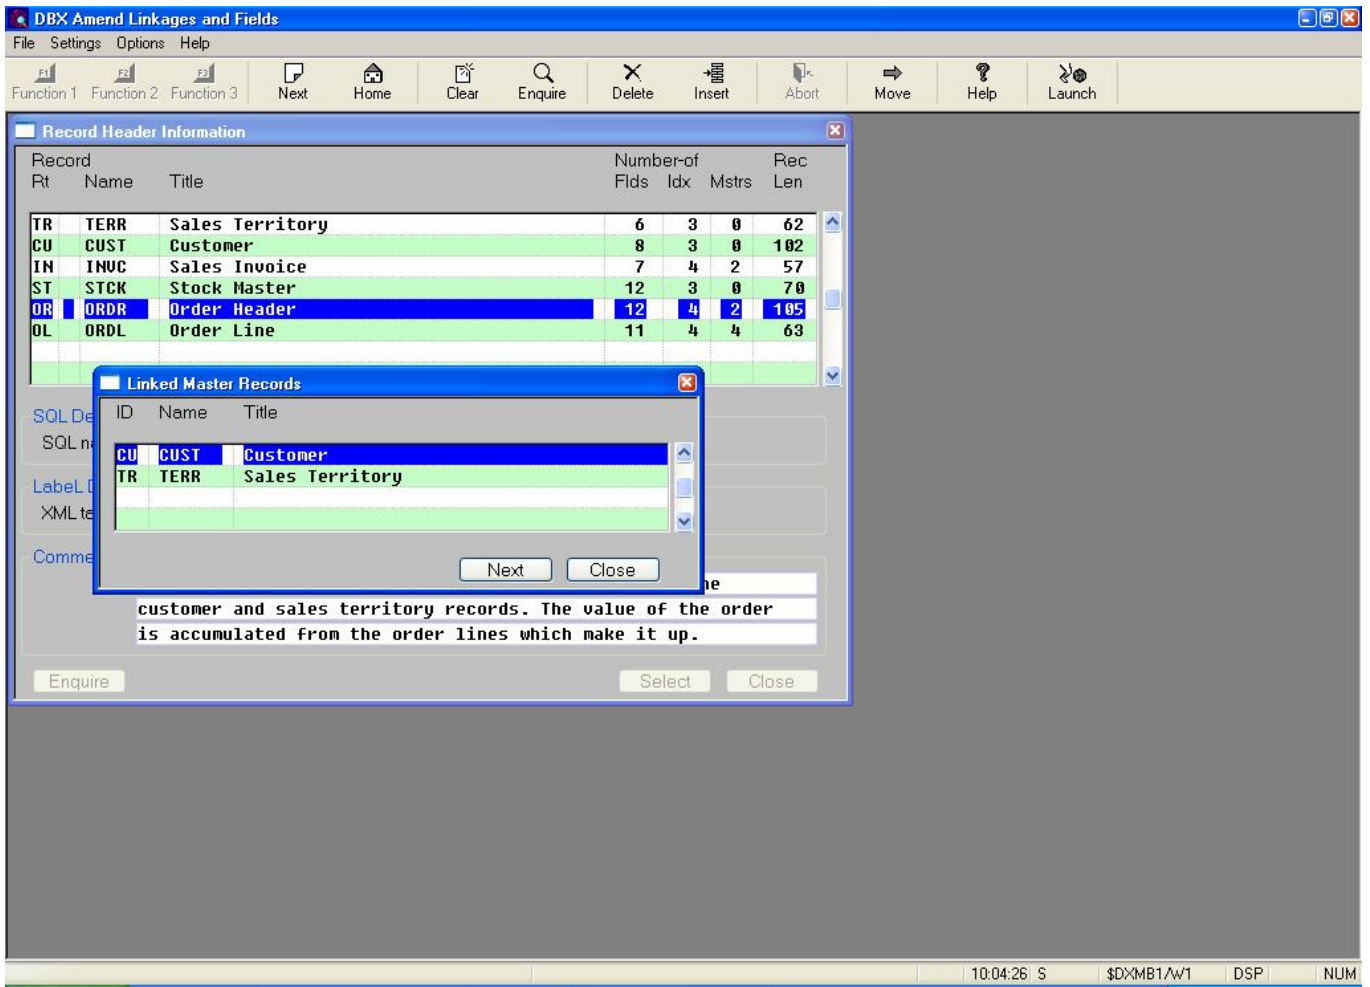 DBX Amend Linkages and Fields
File Settings Options Help
F1 F2 F3
Function 1 Function 2 Function 3 Next Home Clear Enquire Delete Insert Abort Move Help Launch
Record Header Information
Record Number-of Rec
Rt Name Title Flds Idx Mstrs Len
TR TERR Sales Territory 6 3 0 62
CU CUST Customer 8 3 0 102
IN INVC Sales Invoice 7 4 2 57
ST STCK Stock Master 12 3 0 70
OR ORDR Order Header 12 4 2 105
OL ORDL Order Line 11 4 4 63
Linked Master Records
SQL De ID Name Title
SQL n
CU CUST Customer
TR TERR Sales Territory
LabeL D
XML ta
Comme
Next Close
he
customer and sales territory records. The value of the order
is accumulated from the order lines which make it up.
Enquire Select Close
10:04:26 S $DXMB1/W1 DSP NUM